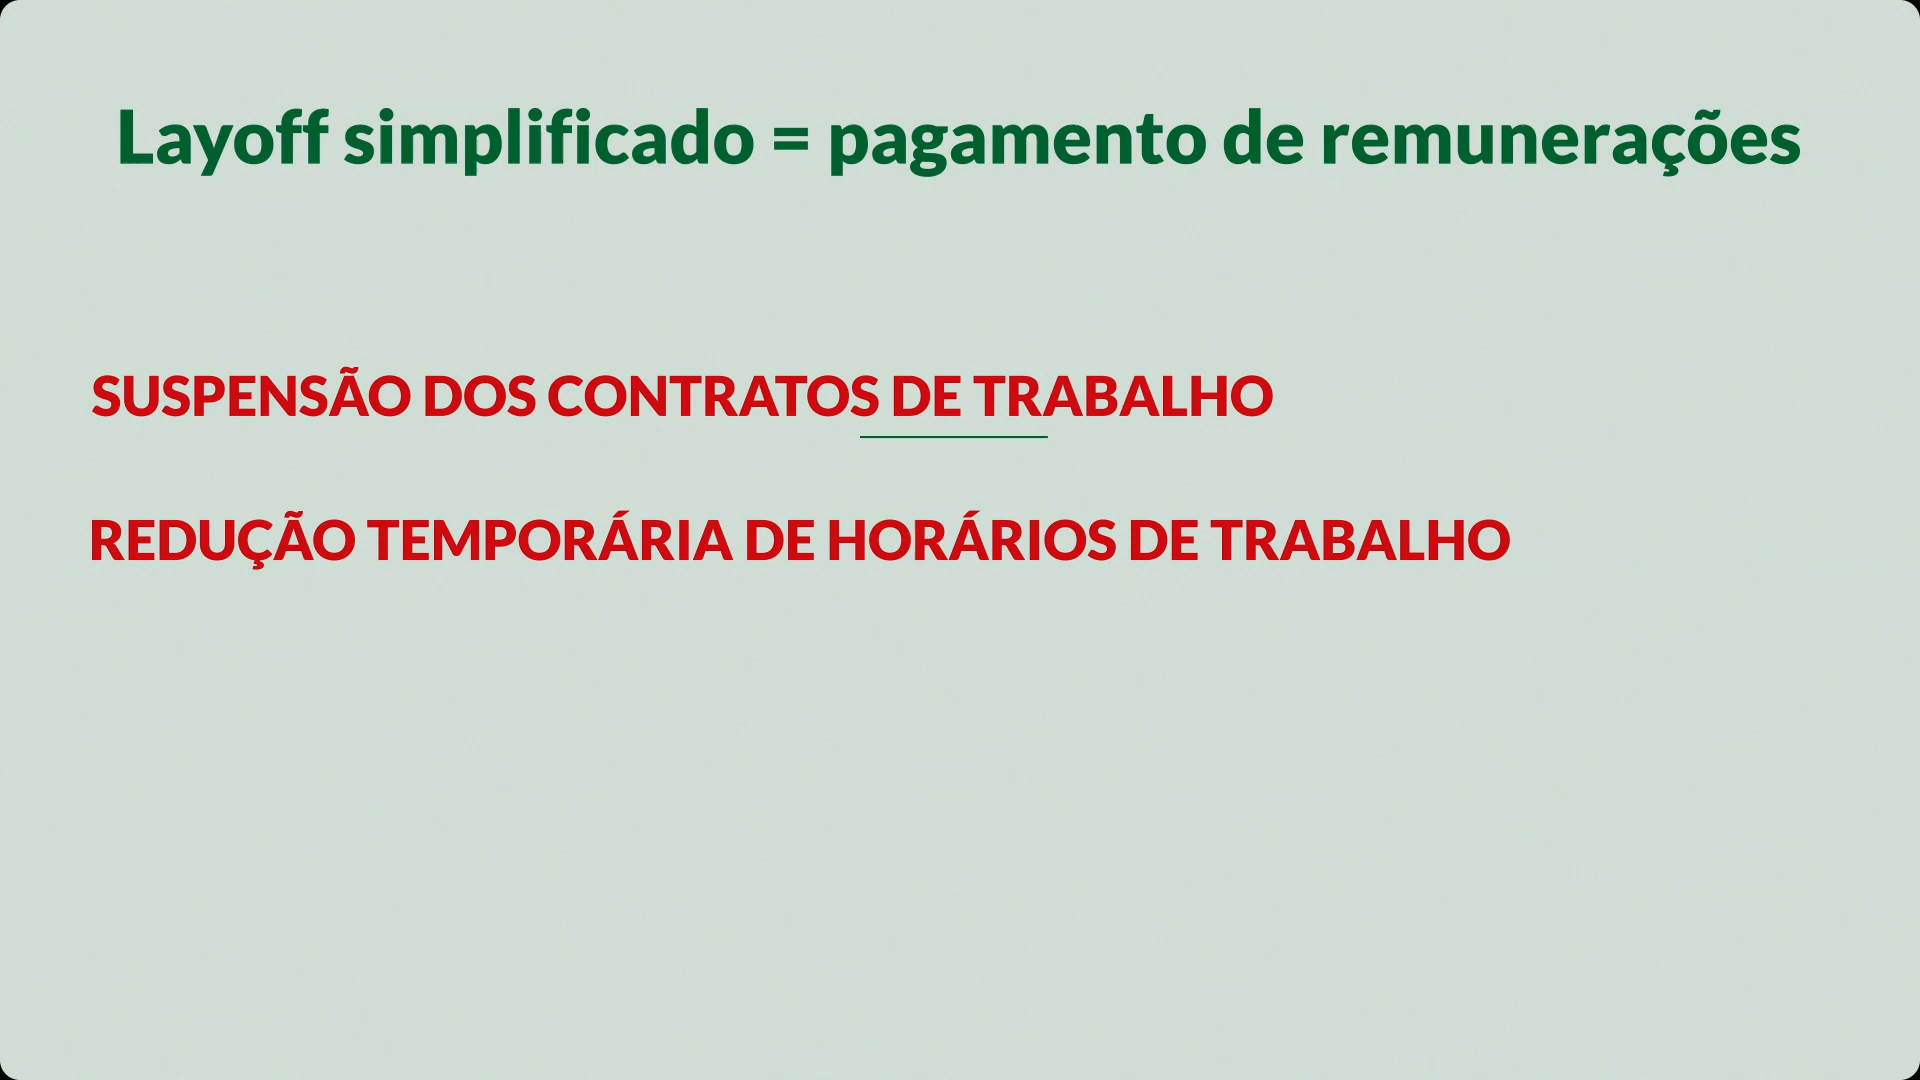 Layoff simplificado = pagamento de remunerações
SUSPENSÃO DOS CONTRATOS DE TRABALHO
REDUÇÃO TEMPORÁRIA DE HORÁRIOS DE TRABALHO